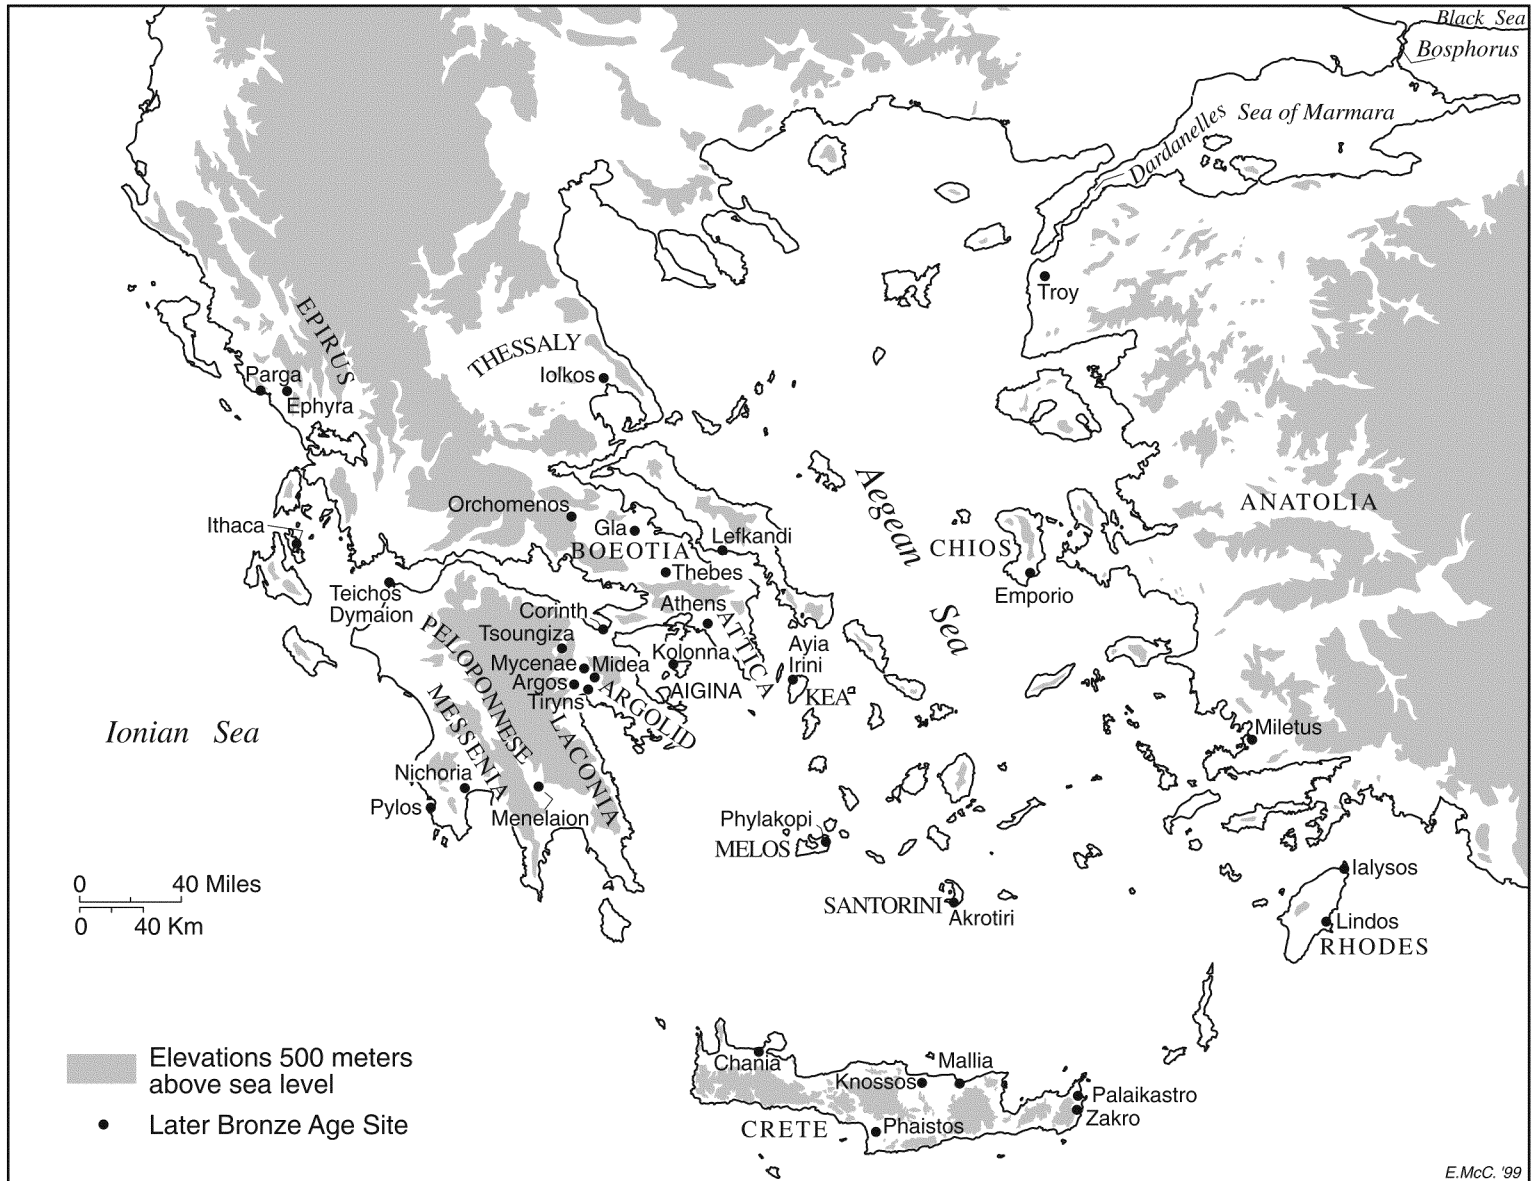 Black Sea
Bosphorus
Sea of Marmara
Dardanelles
Troy
EPIRUS
THESSALY
Iolkos
Parga
Ephyra
Aegean
Sea
ANATOLIA
Orchomenos
Ithaca
Gla
Lefkandi
BOEOTIA
CHIOS
Thebes
Teichos
Dymaion
Emporio
Corinth
Athens
ATTICA
Tsoungiza
PELOPONNESE
Kolonna
Ayia
Irini
Mycenae
Midea
Argos
ARGOLID
AIGINA
KEA
Tiryns
MESSENIA
LACONIA
Ionian Sea
Miletus
Nichoria
Pylos
Menelaion
Phylakopi
MELOS
Ialysos
0 40 Miles
0 40 Km
SANTORINI
Akrotiri
Lindos
RHODES
Elevations 500 meters
above sea level
Later Bronze Age Site
Chania
Mallia
Knossos
Palaikastro
Zakro
CRETE
Phaistos
E.McC. '99